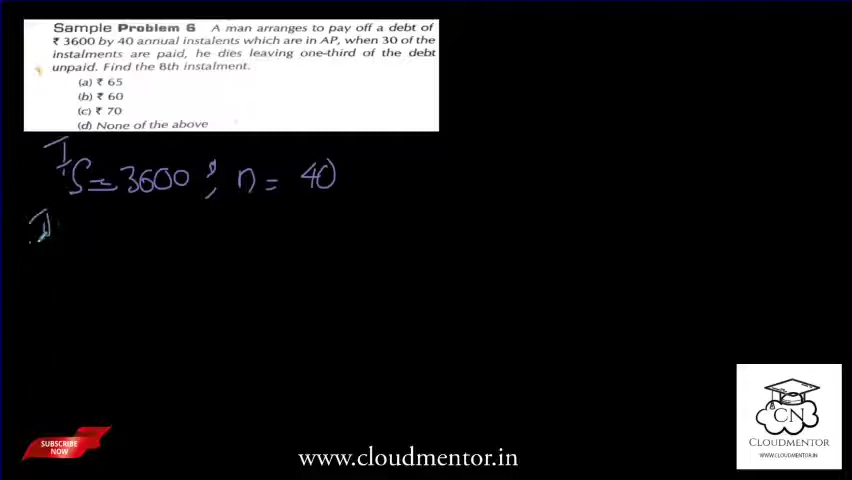 Sample Problem 6 A man arranges to pay off a debt of
₹ 3600 by 40 annual instalents which are in AP, when 30 of the
instalments are paid, he dies leaving one-third of the debt
unpaid. Find the 8th instalment.
(a) ₹ 65
(b) ₹ 60
(c) ₹ 70
(d) None of the above
I
S = 3600 ; n = 40
II
SUBSCRIBE
NOW
www.cloudmentor.in
CN
CLOUDMENTOR
WWW.CLOUDMENTOR.IN